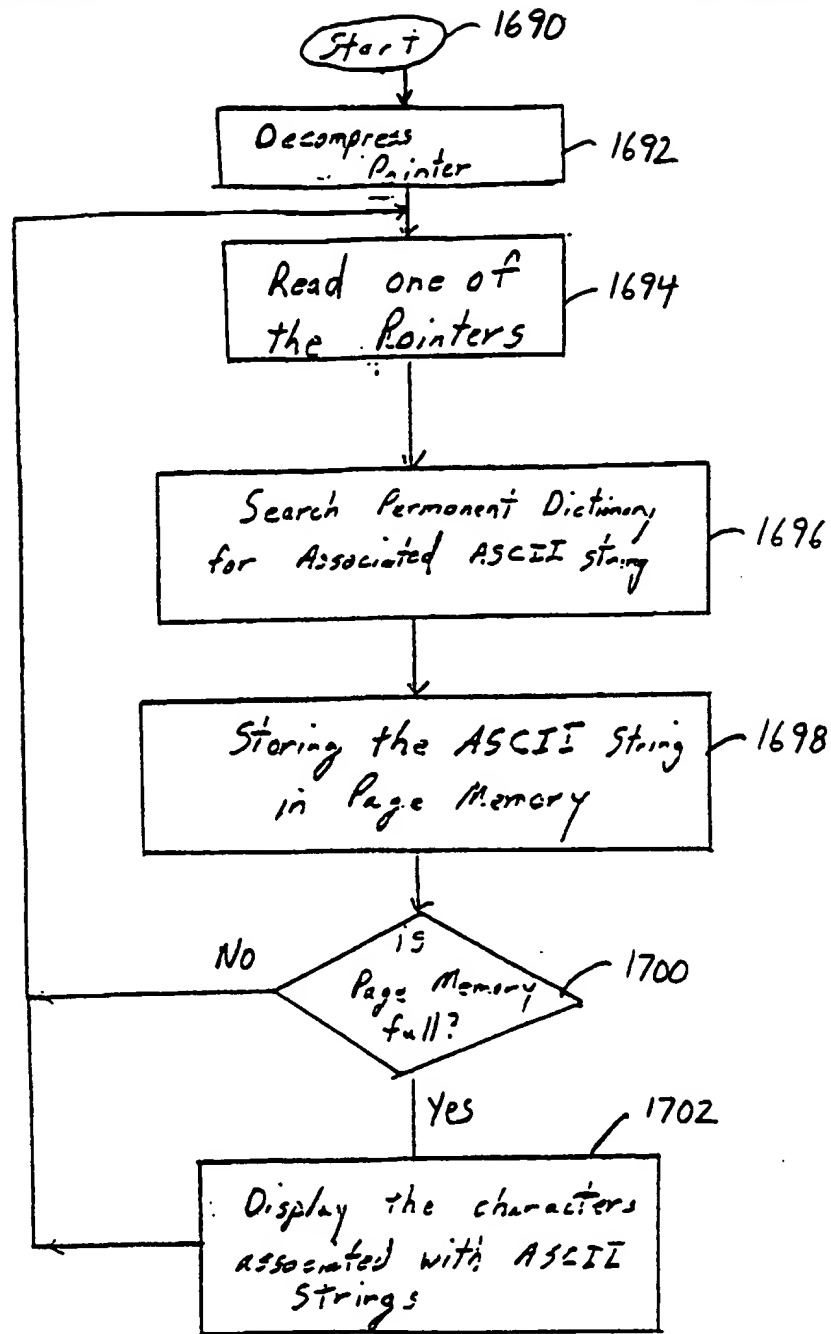 Start
1690
Decompress
Pointer
1692
Read one of
the Pointers
1694
Search Permanent Dictionary
for Associated ASCII string
1696
Storing the ASCII String
in Page Memory
1698
is
Page Memory
full?
1700
No
Yes
1702
Display the characters
associated with ASCII
Strings